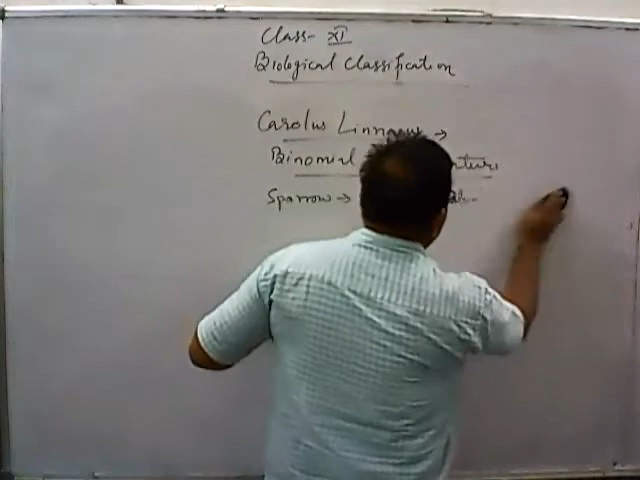 Class- XI
Biological Classification
Carolus Linnaeus →
Binomial
Sparrow →